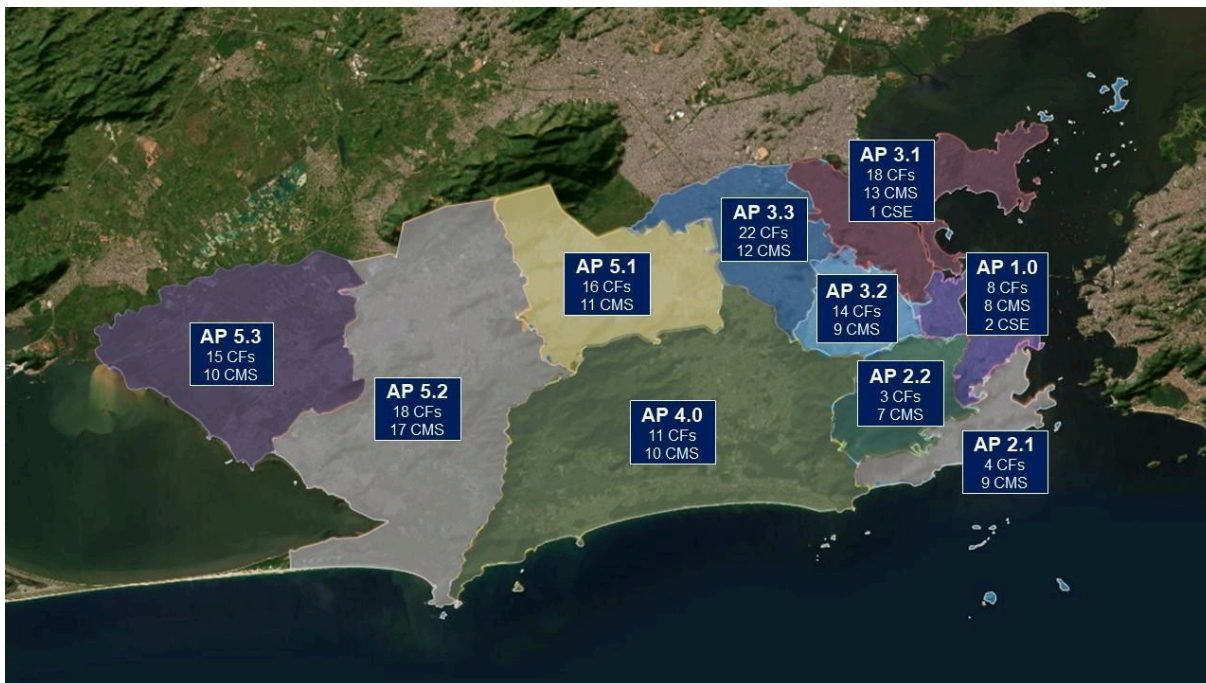 AP 3.1
18 CFs
13 CMS
1 CSE
AP 3.3
22 CFs
12 CMS
AP 5.1
16 CFs
11 CMS
AP 1.0
8 CFs
8 CMS
2 CSE
AP 3.2
14 CFs
9 CMS
AP 5.3
15 CFs
10 CMS
AP 5.2
18 CFs
17 CMS
AP 2.2
3 CFs
7 CMS
AP 4.0
11 CFs
10 CMS
AP 2.1
4 CFs
9 CMS